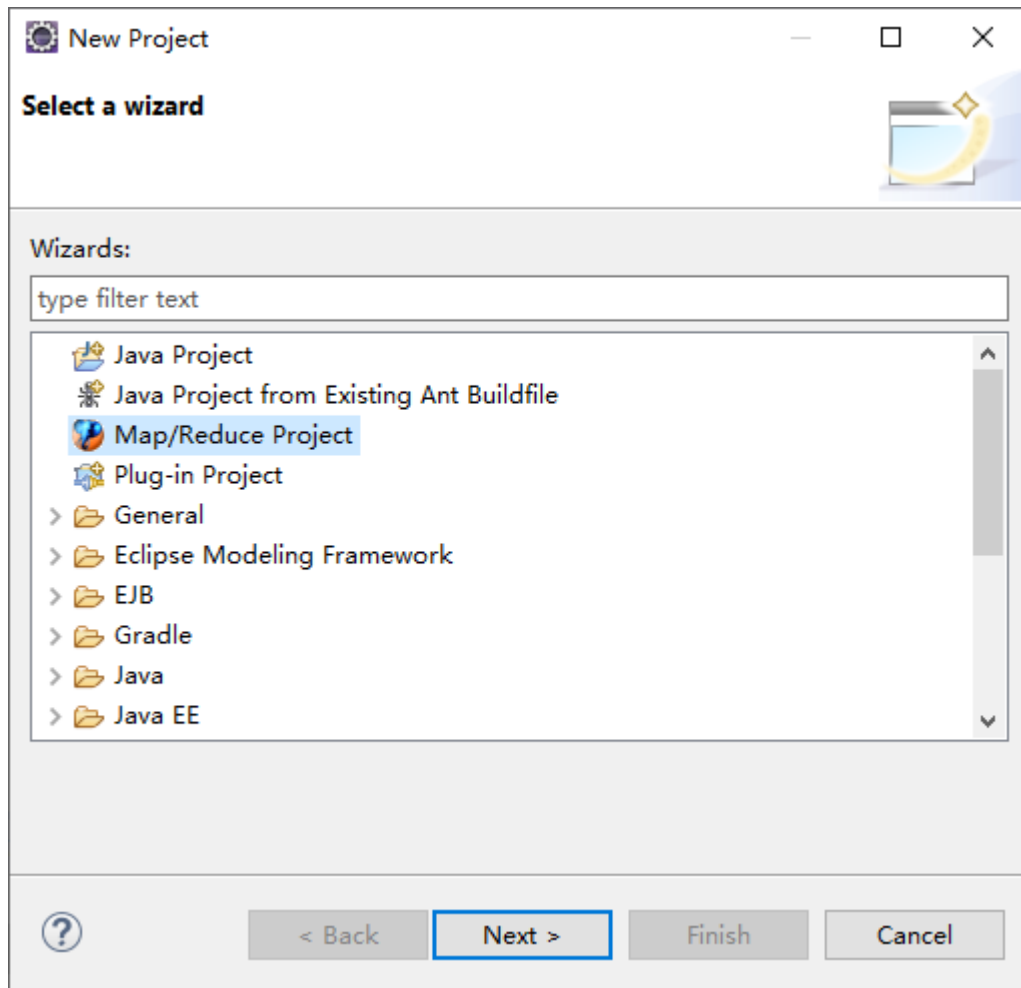 New Project
Select a wizard
Wizards:
type filter text
Java Project
Java Project from Existing Ant Buildfile
Map/Reduce Project
Plug-in Project
General
Eclipse Modeling Framework
EJB
Gradle
Java
Java EE
? < Back Next > Finish Cancel